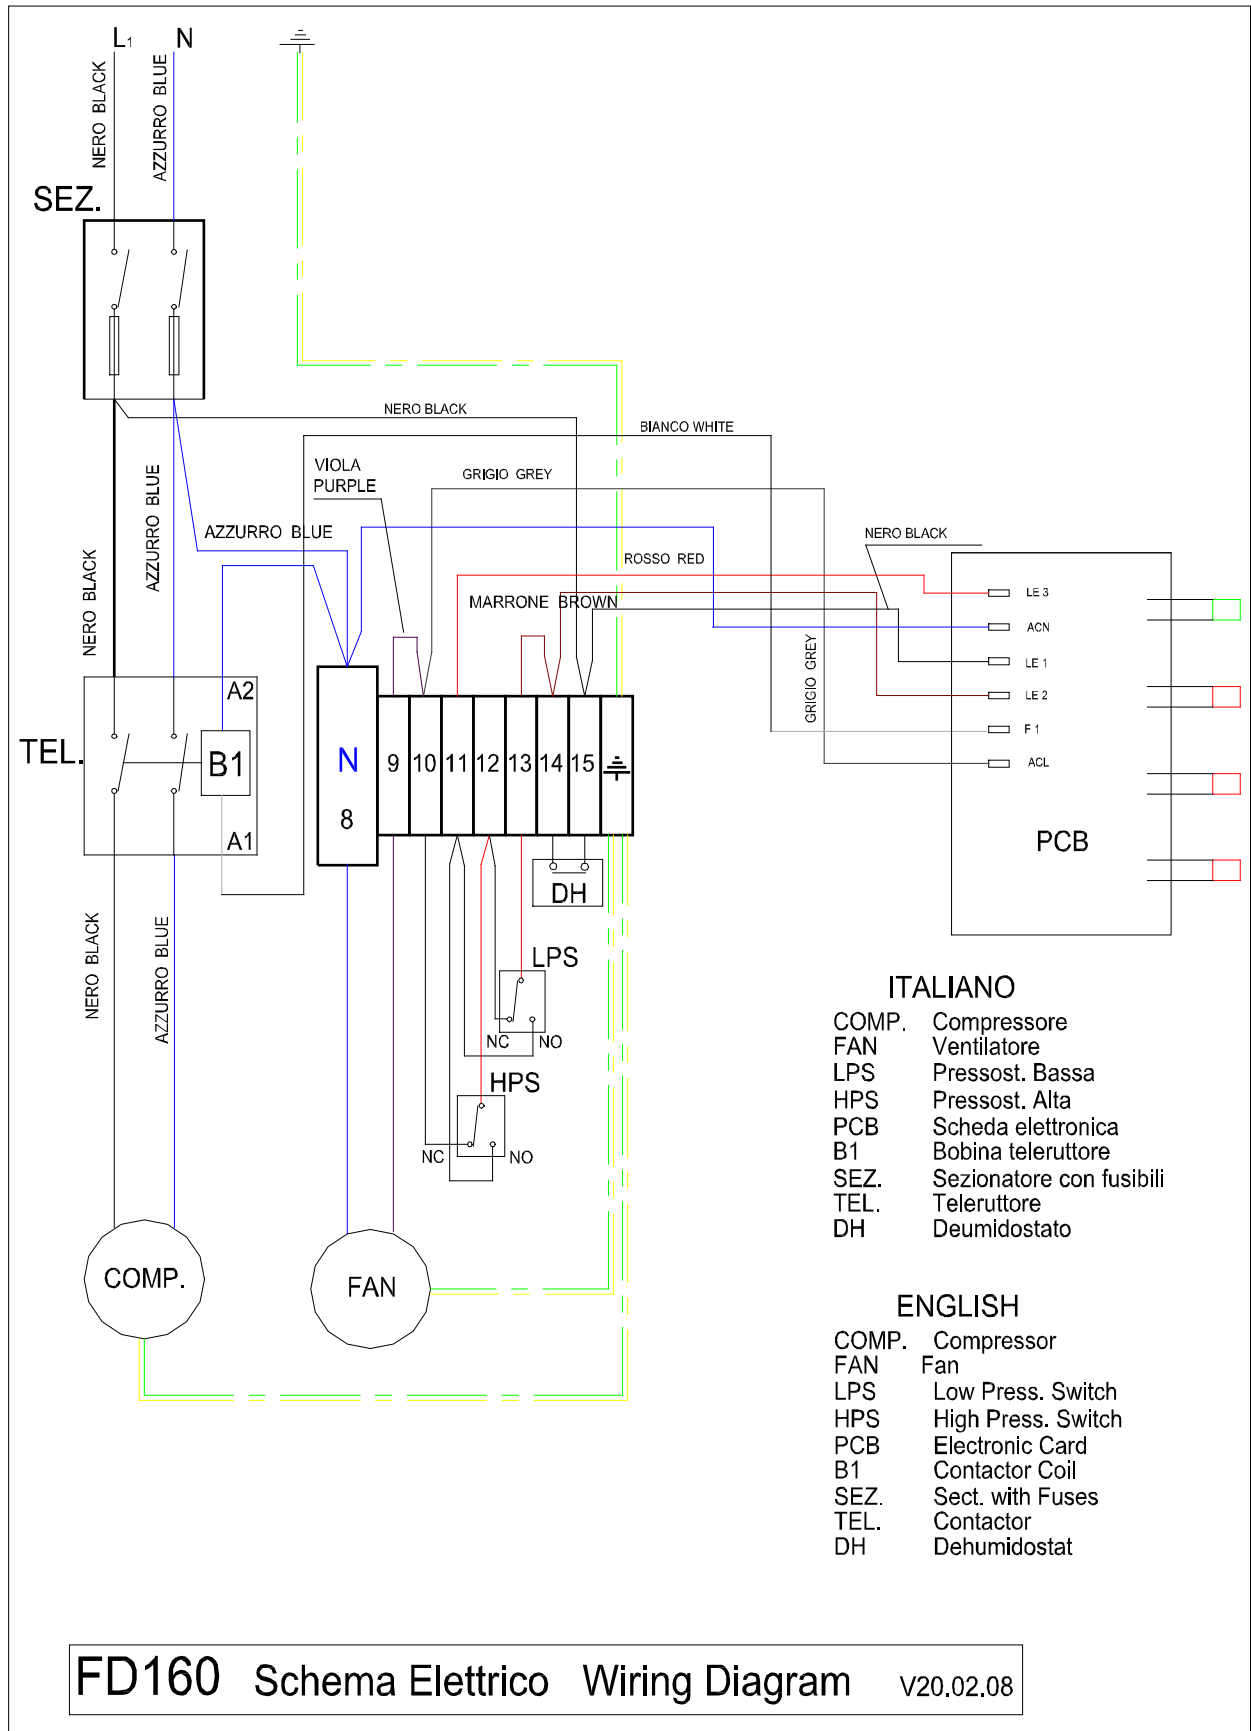 L1 N
NERO BLACK
AZZURRO BLUE
SEZ.
NERO BLACK
BIANCO WHITE
VIOLA
PURPLE
GRIGIO GREY
AZZURRO BLUE
NERO BLACK
AZZURRO BLUE
NERO BLACK
ROSSO RED
MARRONE BROWN
GRIGIO GREY
LE 3
ACN
LE 1
LE 2
F 1
ACL
PCB
TEL.
A2
B1
A1
N
8
9 10 11 12 13 14 15
DH
NERO BLACK
AZZURRO BLUE
LPS
NC NO
HPS
NC NO
COMP.
FAN
ITALIANO
COMP. Compressore
FAN Ventilatore
LPS Pressost. Bassa
HPS Pressost. Alta
PCB Scheda elettronica
B1 Bobina teleruttore
SEZ. Sezionatore con fusibili
TEL. Teleruttore
DH Deumidostato
ENGLISH
COMP. Compressor
FAN Fan
LPS Low Press. Switch
HPS High Press. Switch
PCB Electronic Card
B1 Contactor Coil
SEZ. Sect. with Fuses
TEL. Contactor
DH Dehumidostat
FD160 Schema Elettrico Wiring Diagram V20.02.08